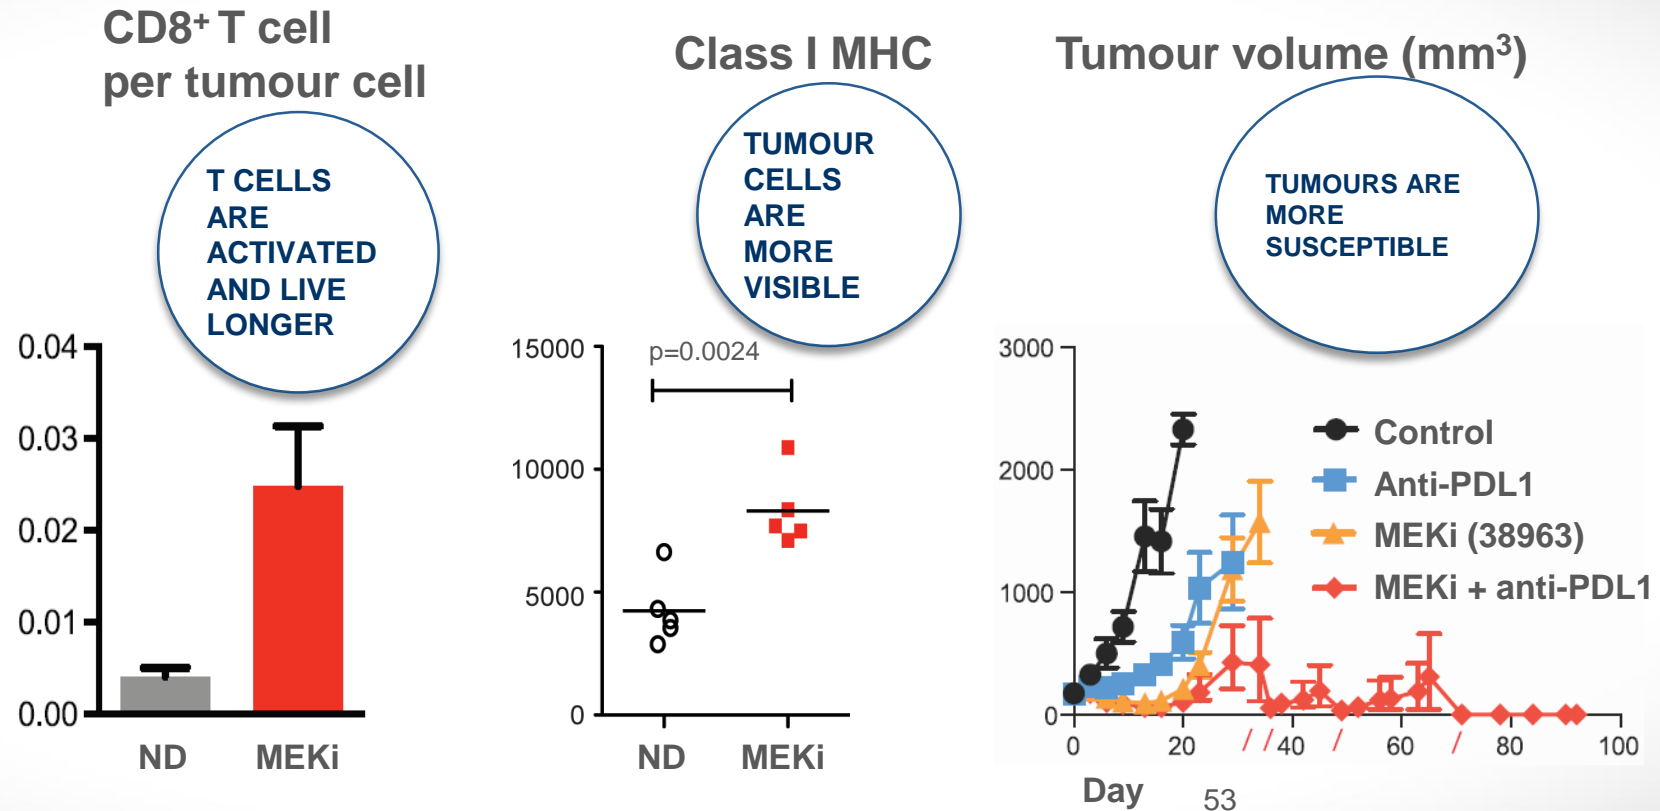 CD8⁺ T cell
per tumour cell
T CELLS
ARE
ACTIVATED
AND LIVE
LONGER
0.04
0.03
0.02
0.01
0.00
ND MEKi
Class I MHC
TUMOUR
CELLS
ARE
MORE
VISIBLE
p=0.0024
15000
10000
5000
0
ND MEKi
Tumour volume (mm³)
TUMOURS ARE
MORE
SUSCEPTIBLE
3000
2000
1000
0
Control
Anti-PDL1
MEKi (38963)
MEKi + anti-PDL1
0 20 40 60 80 100
Day
53